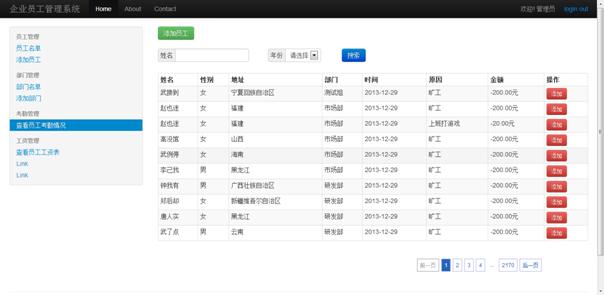 企业员工管理系统 Home About Contact 欢迎! 管理员 login out
员工管理
员工名单
添加员工
部门管理
部门名单
添加部门
考勤管理
查看员工考勤情况
工资管理
查看员工工资表
Link
Link
添加员工
姓名 年份 请选择 搜索
姓名 性别 地址 部门 时间 原因 金额 操作
武挪到 女 宁夏回族自治区 测试组 2013-12-29 旷工 -200.00元 添加
赵也迷 女 福建 市场部 2013-12-29 旷工 -200.00元 添加
赵也迷 女 福建 市场部 2013-12-29 上班打游戏 -20.00元 添加
高没馆 女 山西 市场部 2013-12-29 旷工 -200.00元 添加
武例停 女 海南 市场部 2013-12-29 旷工 -200.00元 添加
李己我 男 黑龙江 市场部 2013-12-29 旷工 -200.00元 添加
钟我有 男 广西壮族自治区 研发部 2013-12-29 旷工 -200.00元 添加
郑后却 女 新疆维吾尔自治区 研发部 2013-12-29 旷工 -200.00元 添加
唐人实 女 黑龙江 研发部 2013-12-29 旷工 -200.00元 添加
武了点 男 云南 研发部 2013-12-29 旷工 -200.00元 添加
前一页 1 2 3 4 ... 2170 后一页